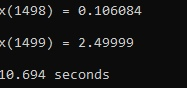 x(1498) = 0.106084
x(1499) = 2.49999
10.694 seconds